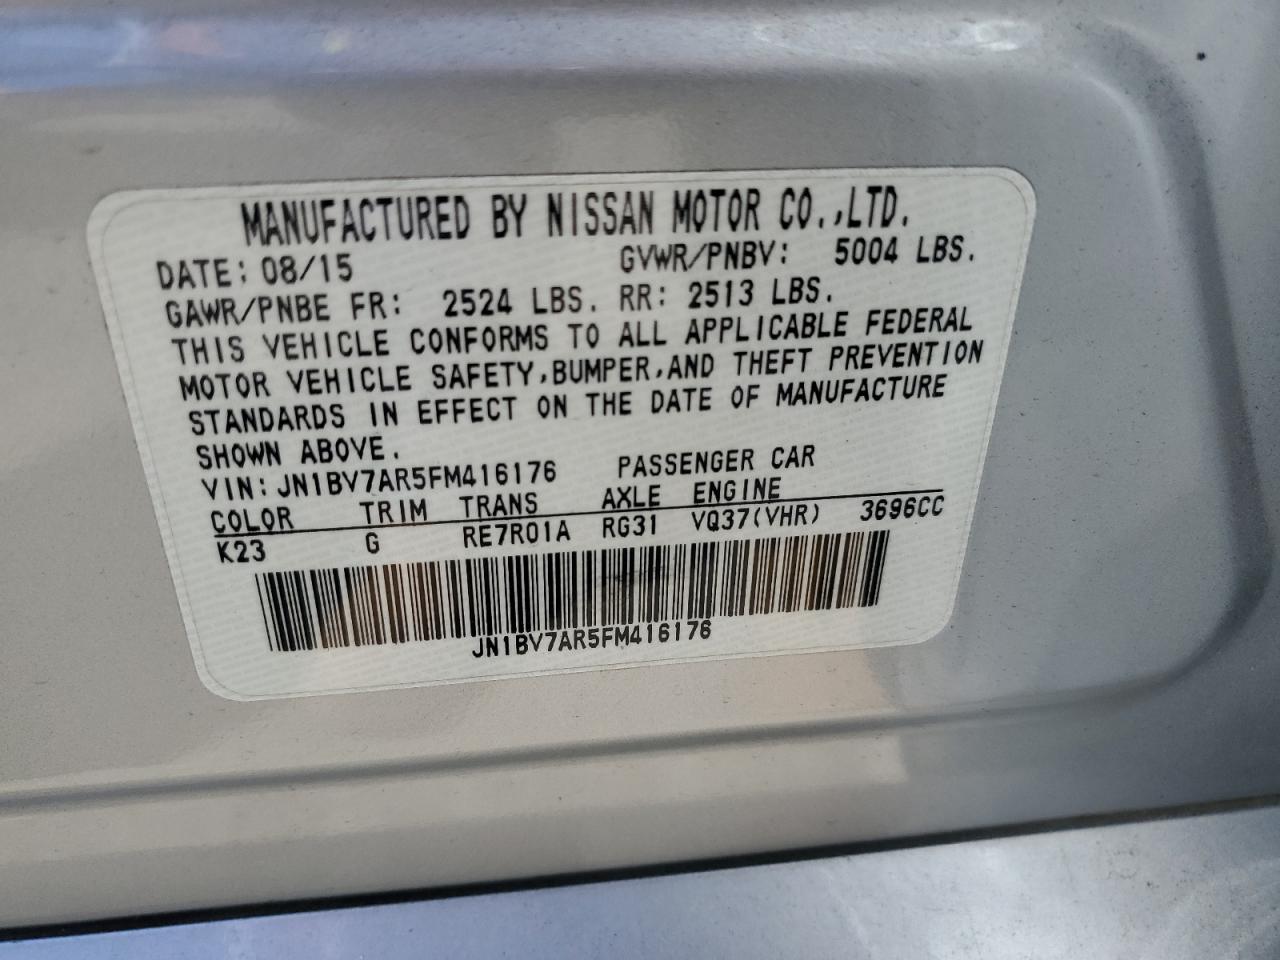 MANUFACTURED BY NISSAN MOTOR CO.,LTD.
DATE: 08/15 GVWR/PNBV: 5004 LBS.
GAWR/PNBE FR: 2524 LBS. RR: 2513 LBS.
THIS VEHICLE CONFORMS TO ALL APPLICABLE FEDERAL
MOTOR VEHICLE SAFETY,BUMPER,AND THEFT PREVENTION
STANDARDS IN EFFECT ON THE DATE OF MANUFACTURE
SHOWN ABOVE.
VIN: JN1BV7AR5FM416176 PASSENGER CAR
COLOR TRIM TRANS AXLE ENGINE
K23 G RE7R01A RG31 VQ37(VHR) 3696CC
JN1BV7AR5FM416176